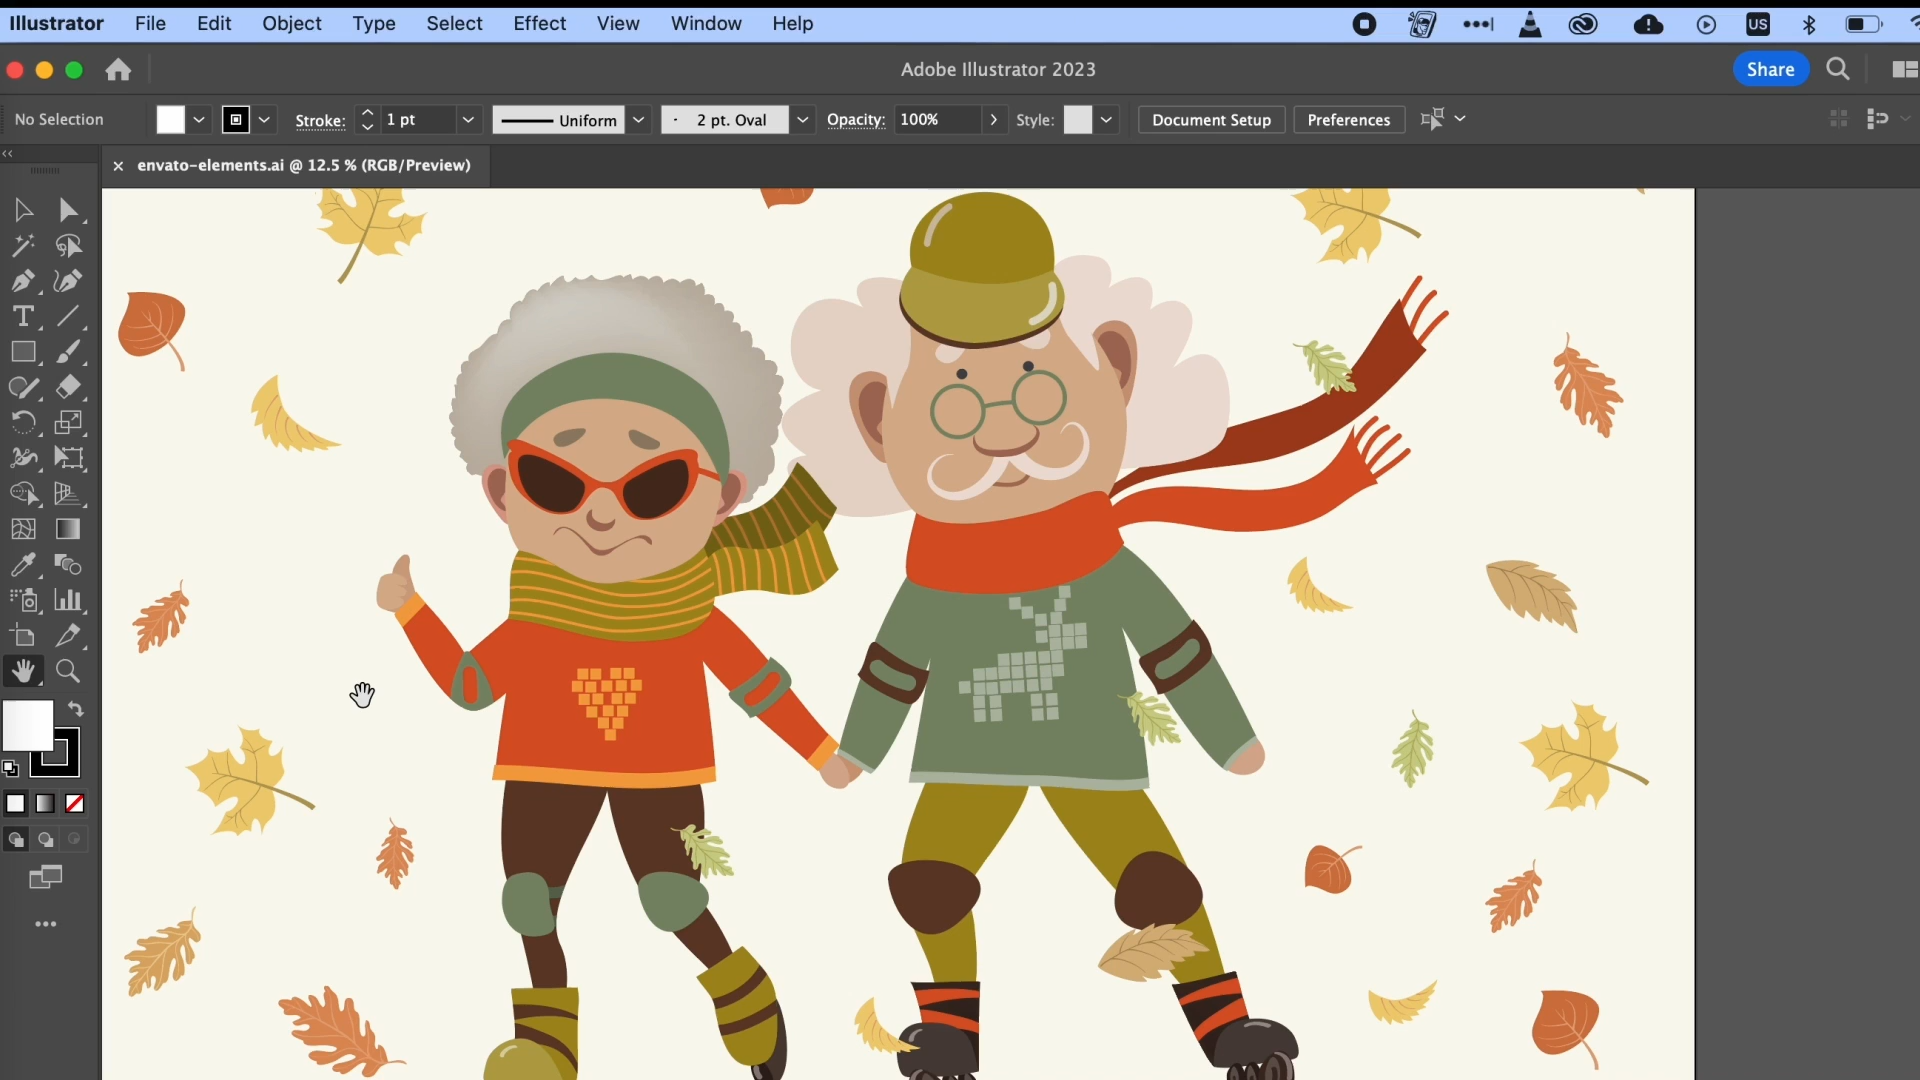 Illustrator File Edit Object Type Select Effect View Window Help US
Adobe Illustrator 2023 Share
No Selection Stroke: 1 pt Uniform 2 pt. Oval Opacity: 100% Style: Document Setup Preferences
envato-elements.ai @ 12.5 % (RGB/Preview)